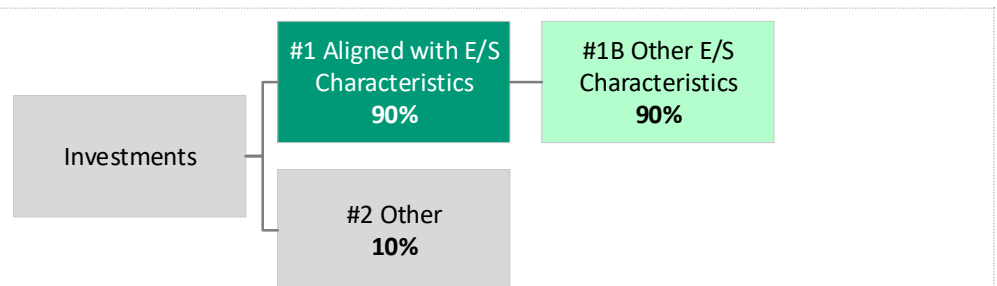 #1 Aligned with E/S
Characteristics
90%
#1B Other E/S
Characteristics
90%
Investments
#2 Other
10%